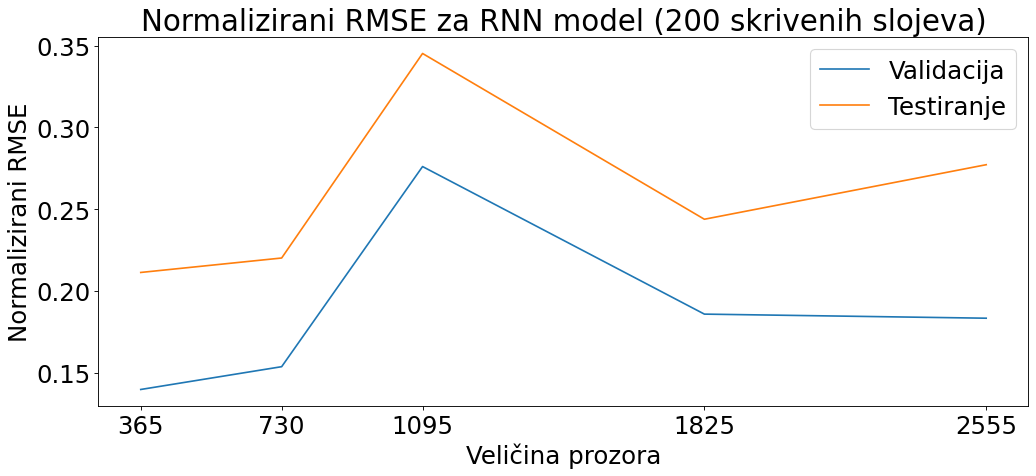 Normalizirani RMSE za RNN model (200 skrivenih slojeva)
Normalizirani RMSE
0.35
0.30
0.25
0.20
0.15
Validacija
Testiranje
365 730 1095 1825 2555
Veličina prozora